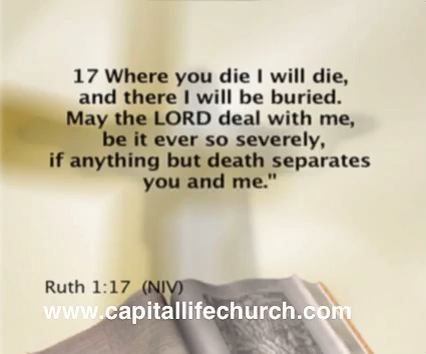 17 Where you die I will die,
and there I will be buried.
May the LORD deal with me,
be it ever so severely,
if anything but death separates
you and me."
Ruth 1:17 (NIV)
www.capitallifechurch.com